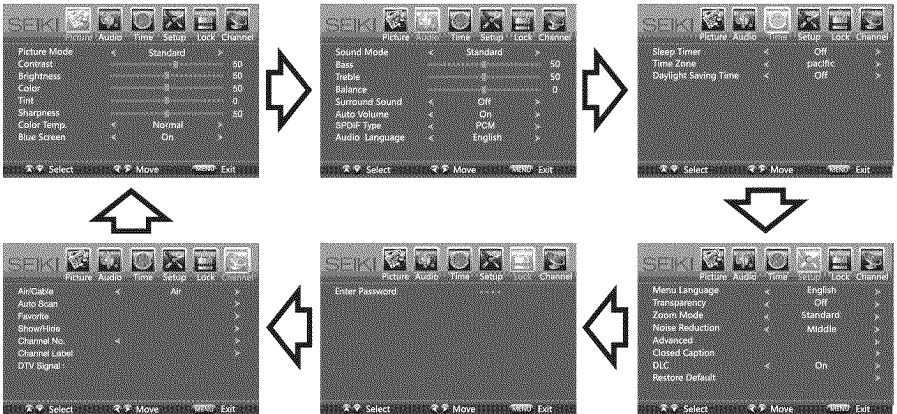 SEIKI
Picture Audio Time Setup Lock Channel
Picture Mode Standard
Contrast 50
Brightness 50
Color 50
Tint 0
Sharpness 50
Color Temp. Normal
Blue Screen On
Select Move MENU Exit
SEIKI
Picture Audio Time Setup Lock Channel
Sound Mode Standard
Bass 50
Treble 50
Balance 0
Surround Sound Off
Auto Volume On
SPDIF Type PCM
Audio Language English
Select Move MENU Exit
SEIKI
Picture Audio Time Setup Lock Channel
Sleep Timer Off
Time Zone pacific
Daylight Saving Time Off
Select Move MENU Exit
SEIKI
Picture Audio Time Setup Lock Channel
Air/Cable Air
Auto Scan
Favorite
Show/Hide
Channel No.
Channel Label
DTV Signal
Select Move MENU Exit
SEIKI
Picture Audio Time Setup Lock Channel
Enter Password - - - -
Select Move MENU Exit
SEIKI
Picture Audio Time Setup Lock Channel
Menu Language English
Transparency Off
Zoom Mode Standard
Noise Reduction Middle
Advanced
Closed Caption
DLC On
Restore Default
Select Move MENU Exit